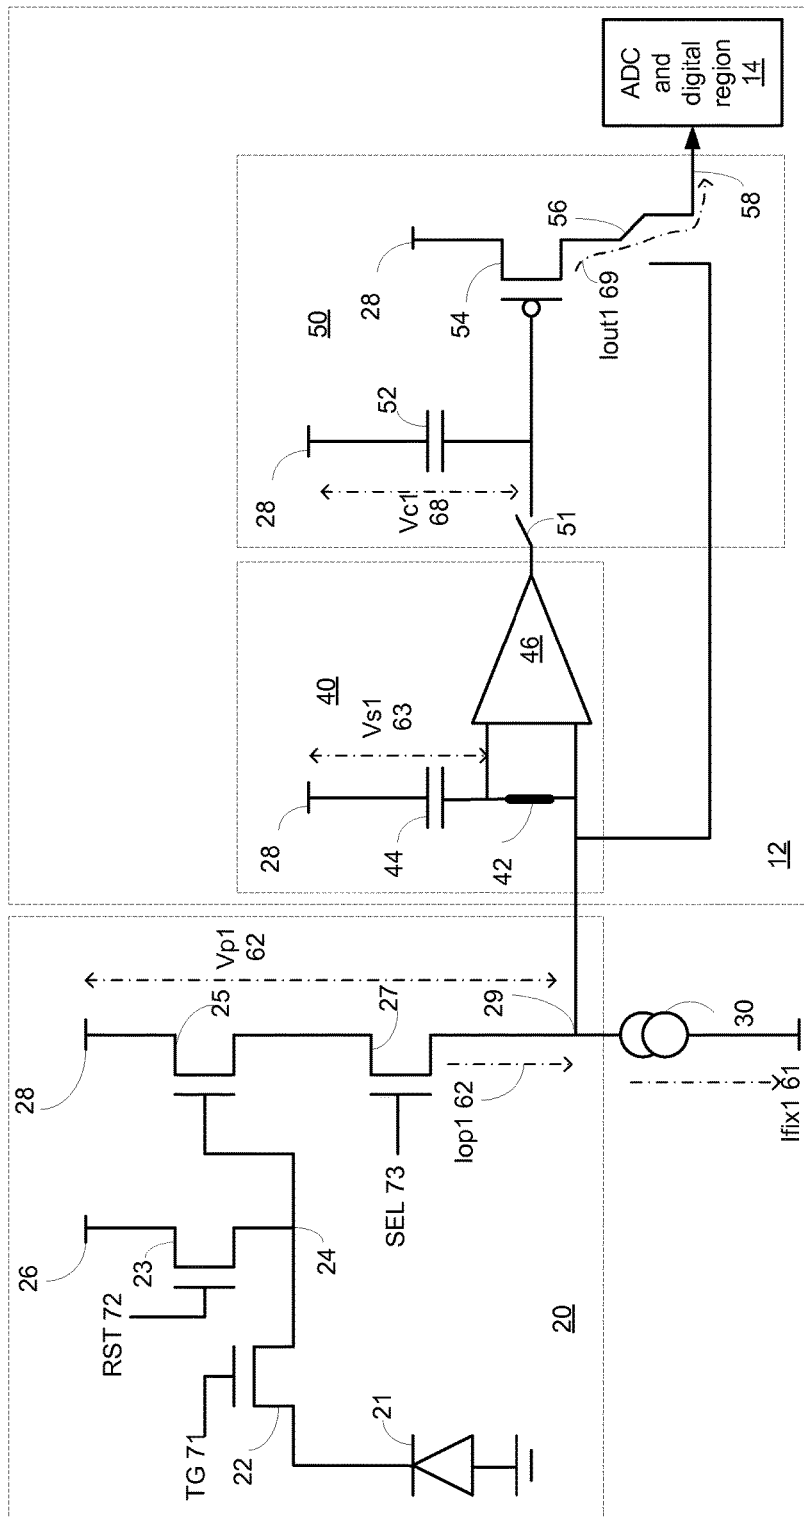 26
28
RST 72
23
TG 71
25
22
Vp1
62
28
28
50
24
40
28
Vs1
63
21
27
SEL 73
44
52
Vc1
68
54
Iop1 62
29
42
46
56
20
51
Iout1 69
ADC
and
digital
region
14
30
58
12
Ifix1 61